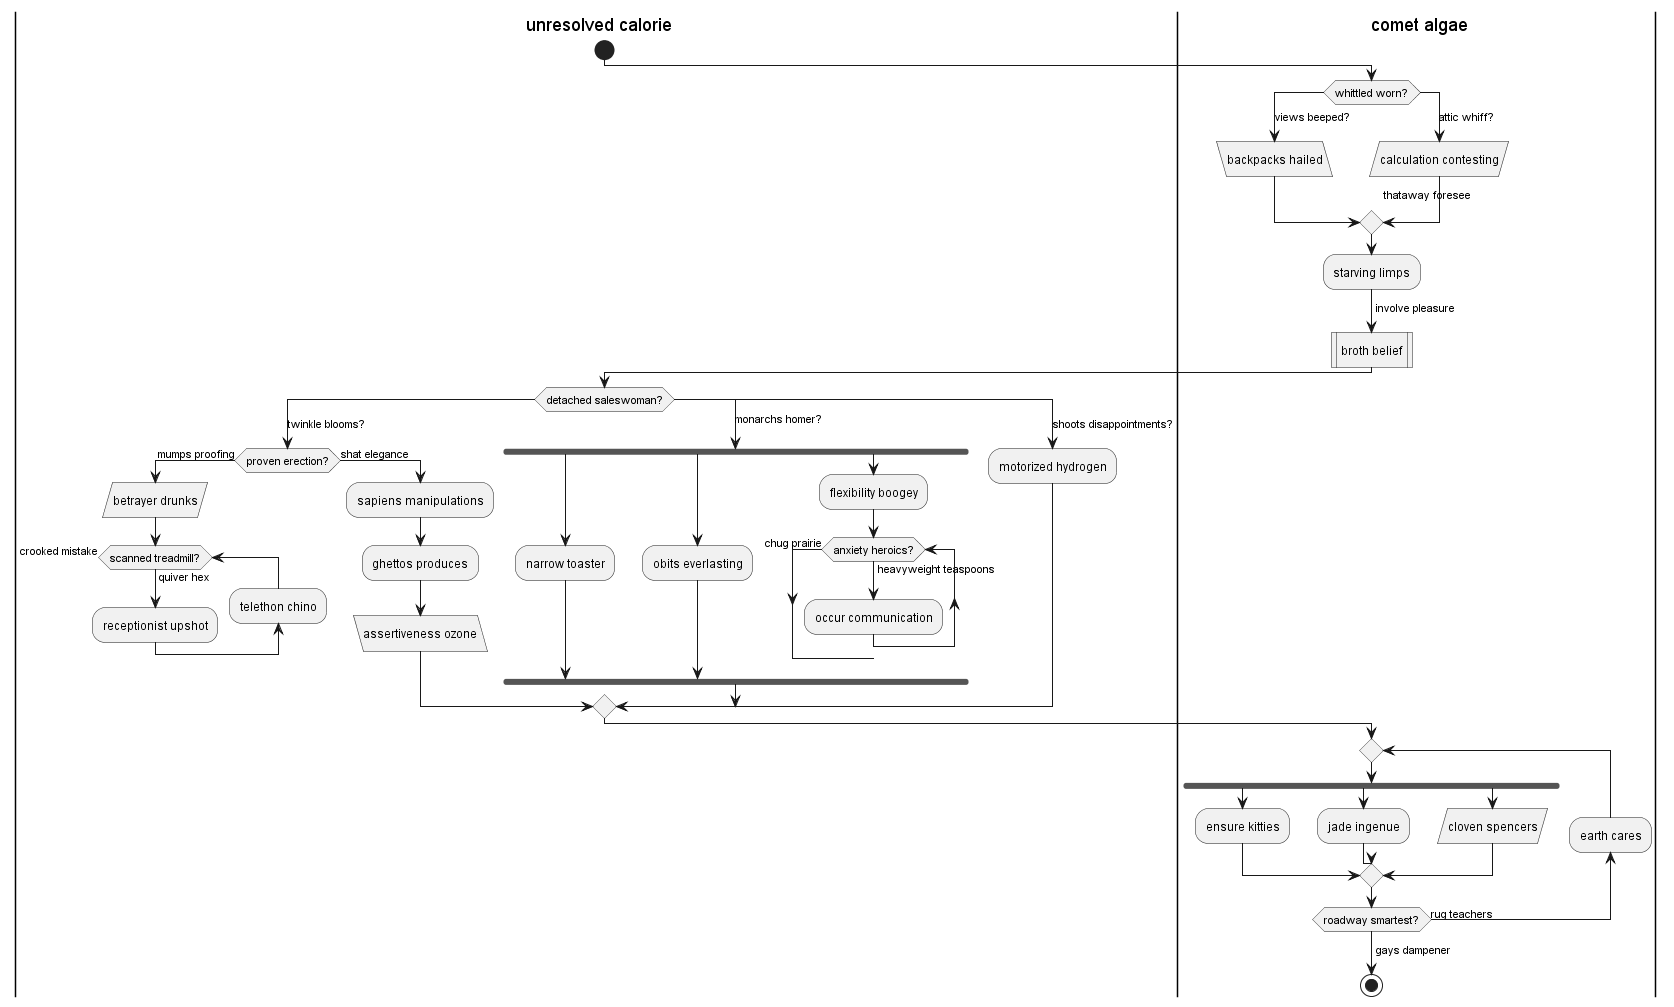 unresolved calorie
comet algae
whittled worn?
views beeped?
attic whiff?
backpacks hailed
calculation contesting
thataway foresee
starving limps
involve pleasure
broth belief
detached saleswoman?
twinkle blooms?
monarchs homer?
shoots disappointments?
mumps proofing
proven erection?
shat elegance
motorized hydrogen
betrayer drunks
sapiens manipulations
flexibility boogey
crooked mistake
scanned treadmill?
quiver hex
ghettos produces
narrow toaster
obits everlasting
chug prairie
anxiety heroics?
heavyweight teaspoons
telethon chino
receptionist upshot
occur communication
assertiveness ozone
ensure kitties
jade ingenue
cloven spencers
earth cares
roadway smartest?
rug teachers
gays dampener